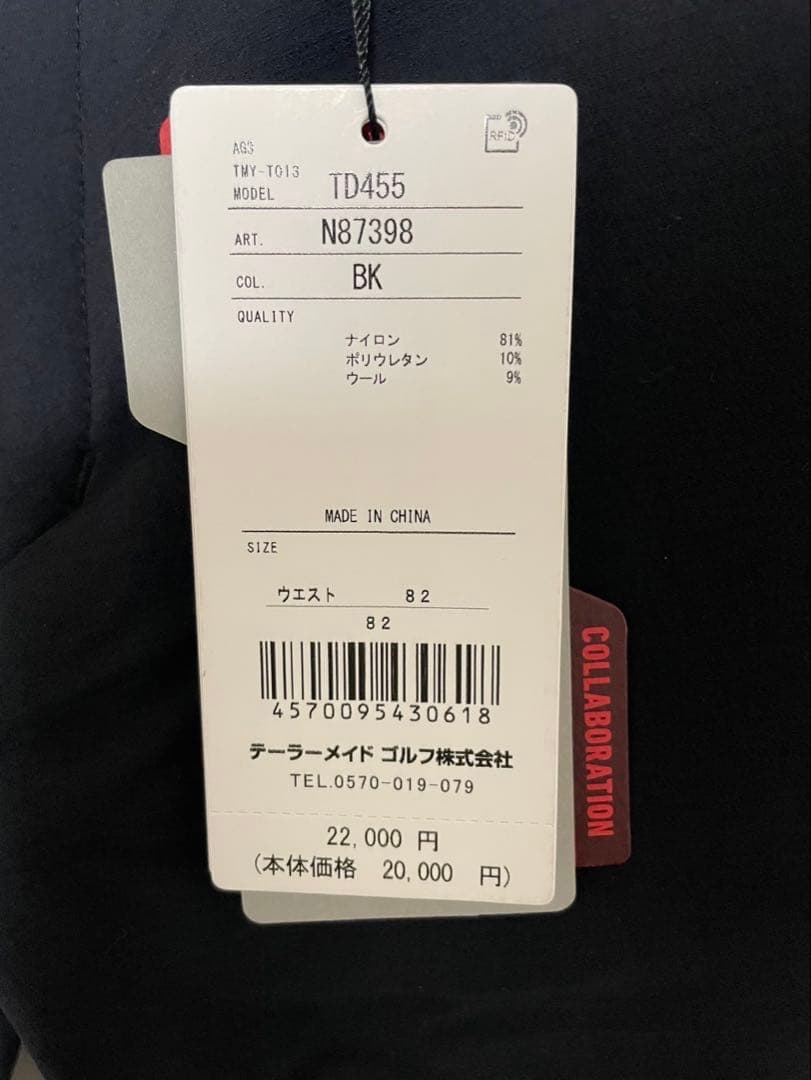 RFID
AG3
TMY-T013
MODEL TD455
ART. N87398
COL. BK
QUALITY
ナイロン 81%
ポリウレタン 10%
ウール 9%
MADE IN CHINA
SIZE
ウエスト 82
82
4570095430618
テーラーメイド ゴルフ株式会社
TEL.0570-019-079
22,000 円
(本体価格 20,000 円)
COLLABORATION